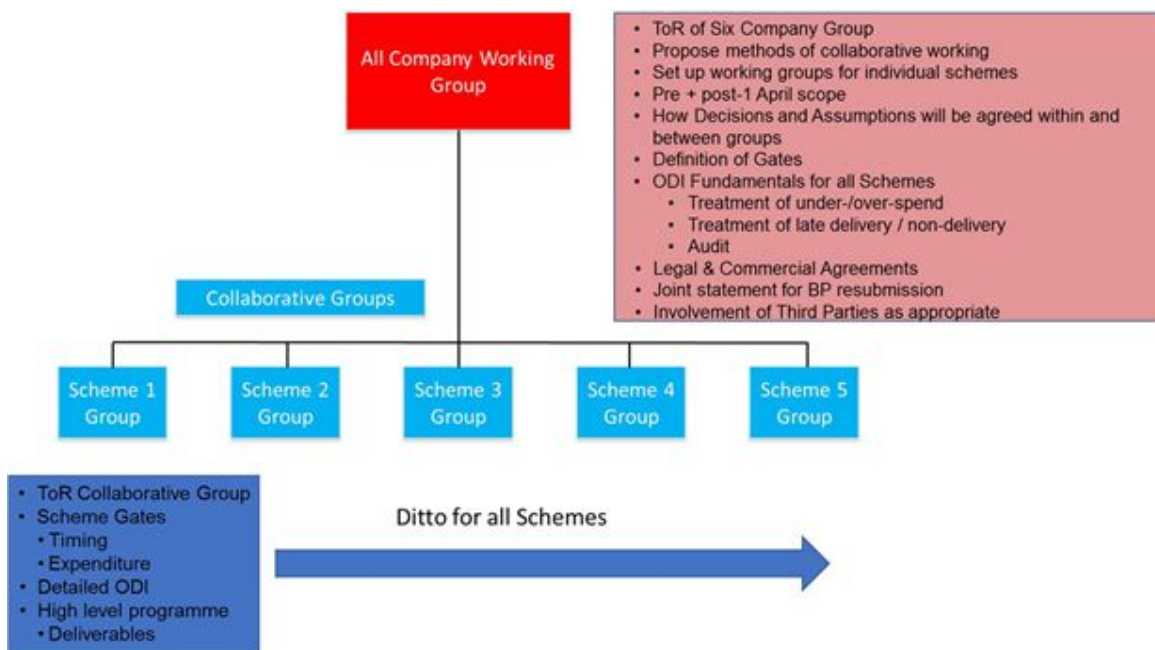 All Company Working
Group
• ToR of Six Company Group
• Propose methods of collaborative working
• Set up working groups for individual schemes
• Pre + post-1 April scope
• How Decisions and Assumptions will be agreed within and
between groups
• Definition of Gates
• ODI Fundamentals for all Schemes
• Treatment of under-/over-spend
• Treatment of late delivery / non-delivery
• Audit
• Legal & Commercial Agreements
• Joint statement for BP resubmission
• Involvement of Third Parties as appropriate
Collaborative Groups
Scheme 1
Group
Scheme 2
Group
Scheme 3
Group
Scheme 4
Group
Scheme 5
Group
• ToR Collaborative Group
• Scheme Gates
• Timing
• Expenditure
• Detailed ODI
• High level programme
• Deliverables
Ditto for all Schemes